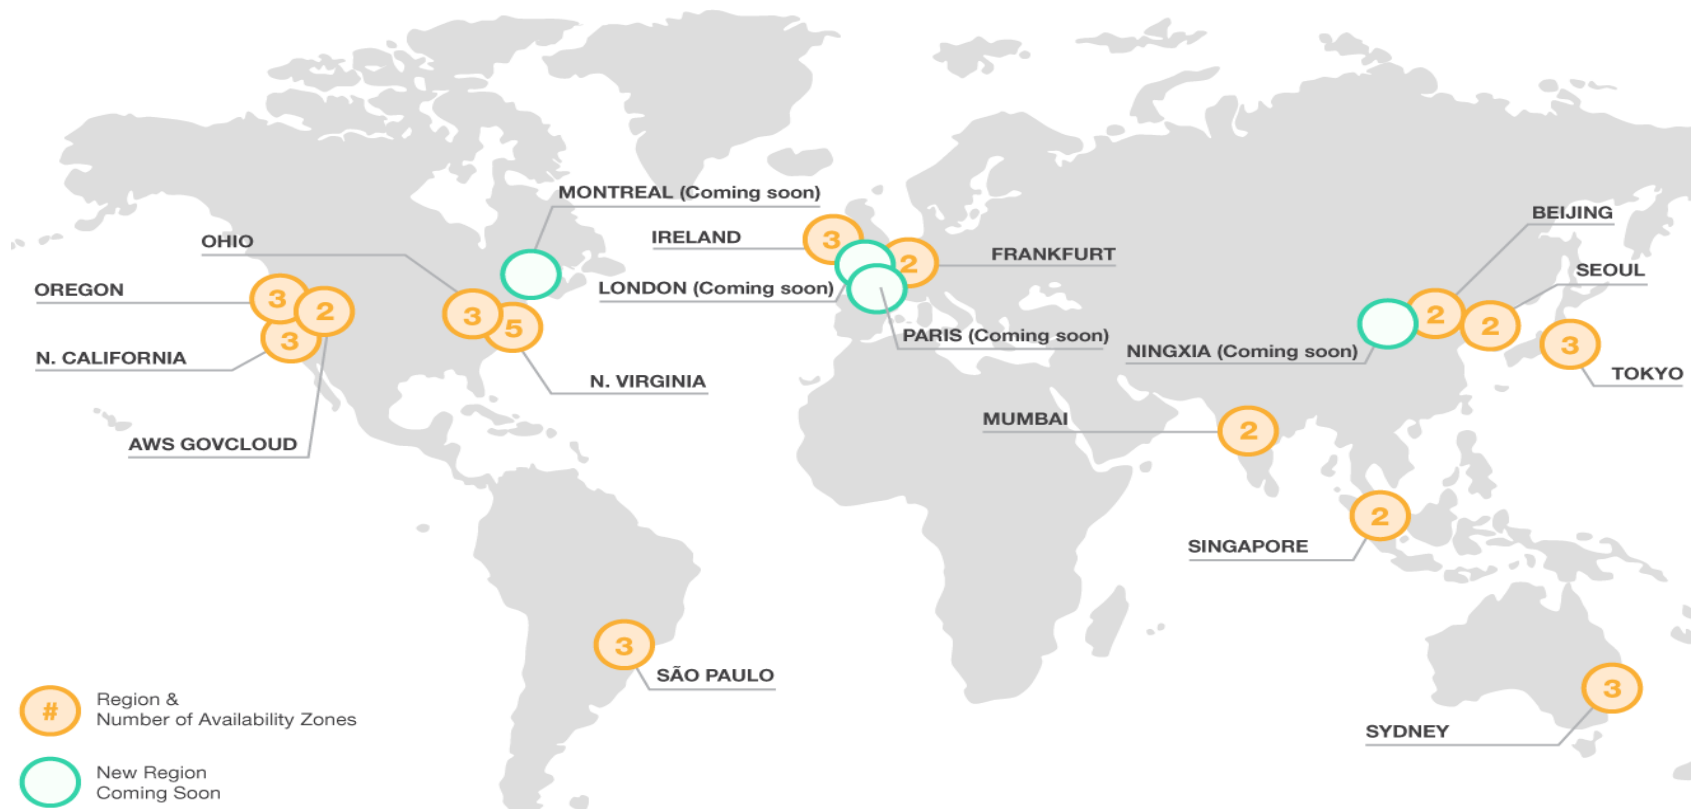 MONTREAL (Coming soon)
OHIO
IRELAND
3
FRANKFURT
2
BEIJING
SEOUL
OREGON
3
2
LONDON (Coming soon)
3
5
2
2
N. CALIFORNIA
3
PARIS (Coming soon)
NINGXIA (Coming soon)
3
TOKYO
N. VIRGINIA
AWS GOVCLOUD
MUMBAI
2
2
SINGAPORE
3
SÃO PAULO
3
SYDNEY
#
Region &
Number of Availability Zones
New Region
Coming Soon